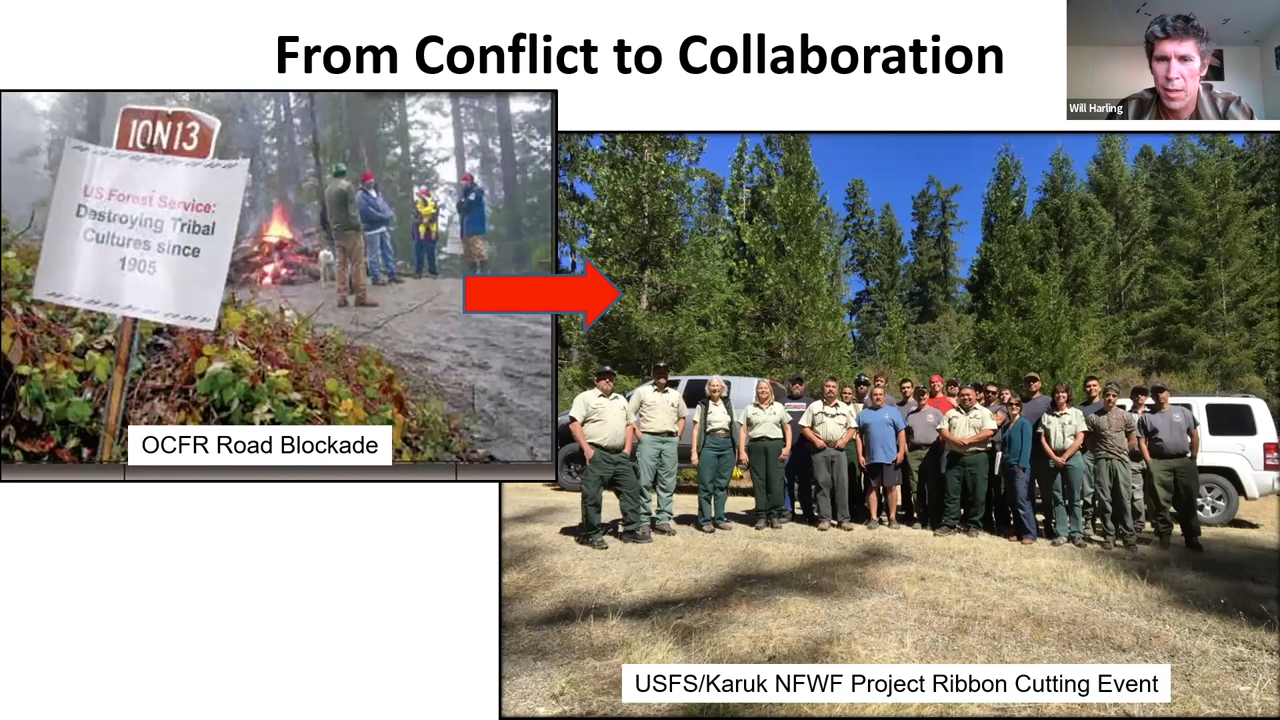 From Conflict to Collaboration
Will Harling
10N13
US Forest Service:
Destroying Tribal
Cultures since
1905
OCFR Road Blockade
USFS/Karuk NFWF Project Ribbon Cutting Event